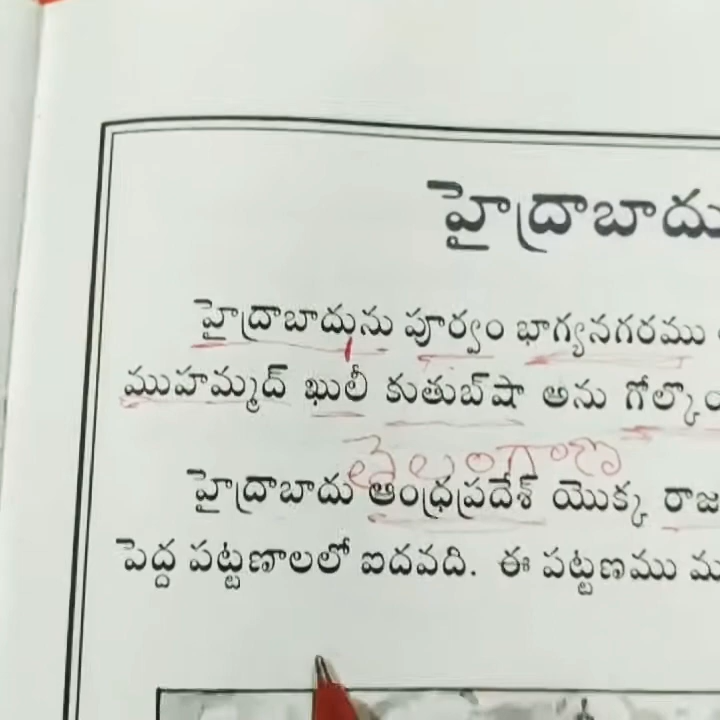 హైద్రాబాదు
హైద్రాబాదును పూర్వం భాగ్యనగరము
ముహమ్మద్ ఖులీ కుతుబ్‌షా అను గోల్కొం
తెలంగాణ
హైద్రాబాదు ఆంధ్రప్రదేశ్ యొక్క రాజ
పెద్ద పట్టణాలలో ఐదవది. ఈ పట్టణము మ